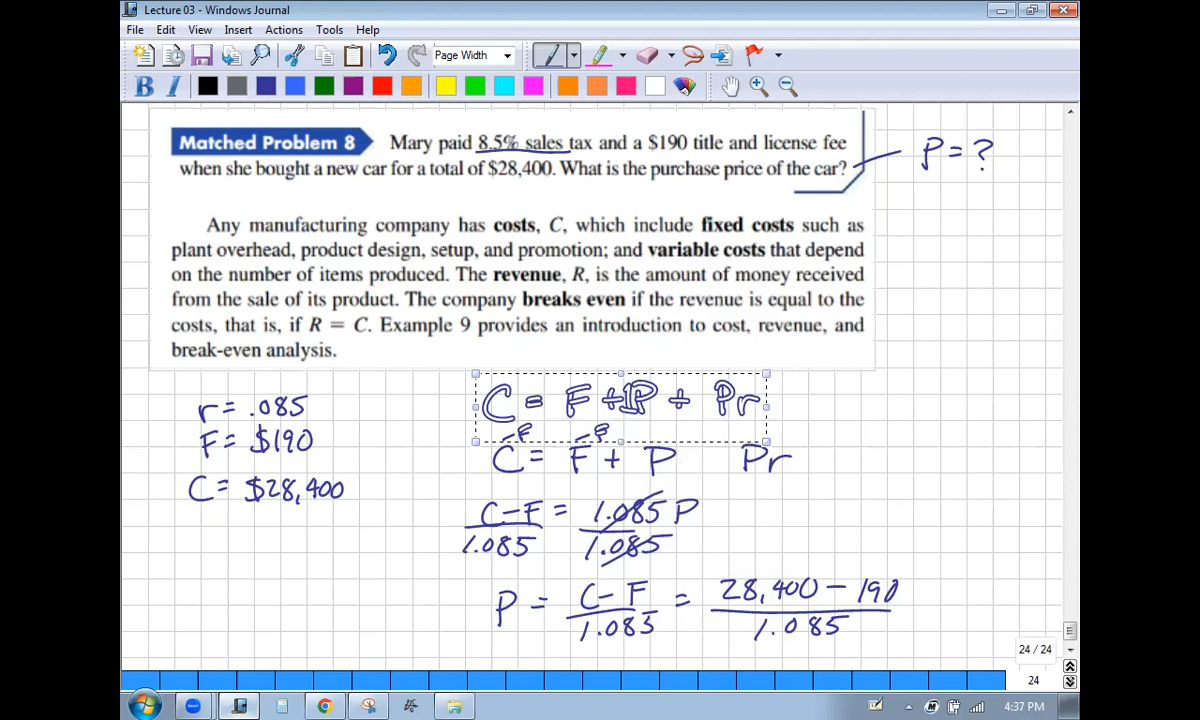 Lecture 03 - Windows Journal
File Edit View Insert Actions Tools Help
Page Width
B I
Matched Problem 8 Mary paid 8.5% sales tax and a $190 title and license fee
when she bought a new car for a total of $28,400. What is the purchase price of the car?
P = ?
Any manufacturing company has costs, C, which include fixed costs such as
plant overhead, product design, setup, and promotion; and variable costs that depend
on the number of items produced. The revenue, R, is the amount of money received
from the sale of its product. The company breaks even if the revenue is equal to the
costs, that is, if R = C. Example 9 provides an introduction to cost, revenue, and
break-even analysis.
r = .085
F = $190
C = $28,400
C = F + P + Pr
-F -F
C = F + P Pr
C-F = 1.085 P
1.085 1.085
P = C-F = 28,400 - 190
1.085 1.085
24 / 24
24
4:37 PM